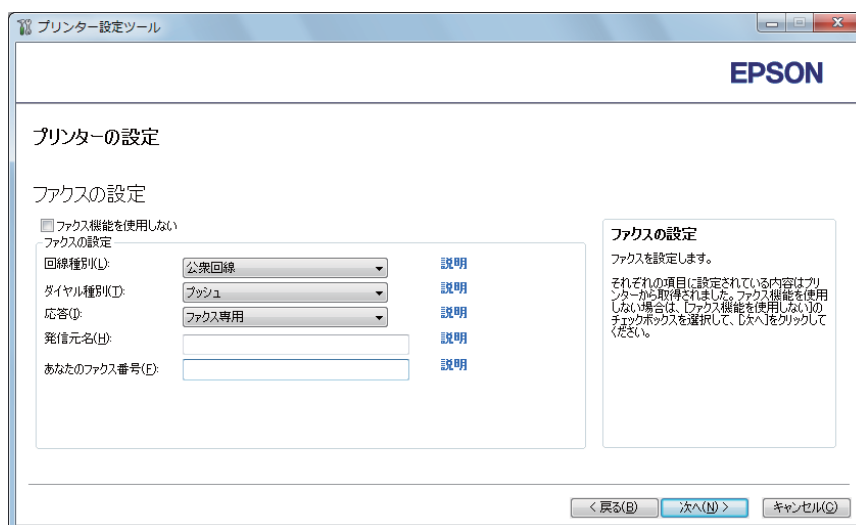 プリンター設定ツール
EPSON
プリンターの設定
ファクスの設定
ファクス機能を使用しない
ファクスの設定
回線種別(L): 公衆回線 説明
ダイヤル種別(T): プッシュ 説明
応答(I): ファクス専用 説明
発信元名(H): 説明
あなたのファクス番号(F): 説明
ファクスの設定
ファクスを設定します。
それぞれの項目に設定されている内容はプリ
ンターから取得されました。ファクス機能を使用
しない場合は、[ファクス機能を使用しない]の
チェックボックスを選択して、[次へ]をクリックして
ください。
< 戻る(B)
次へ(N) >
キャンセル(C)